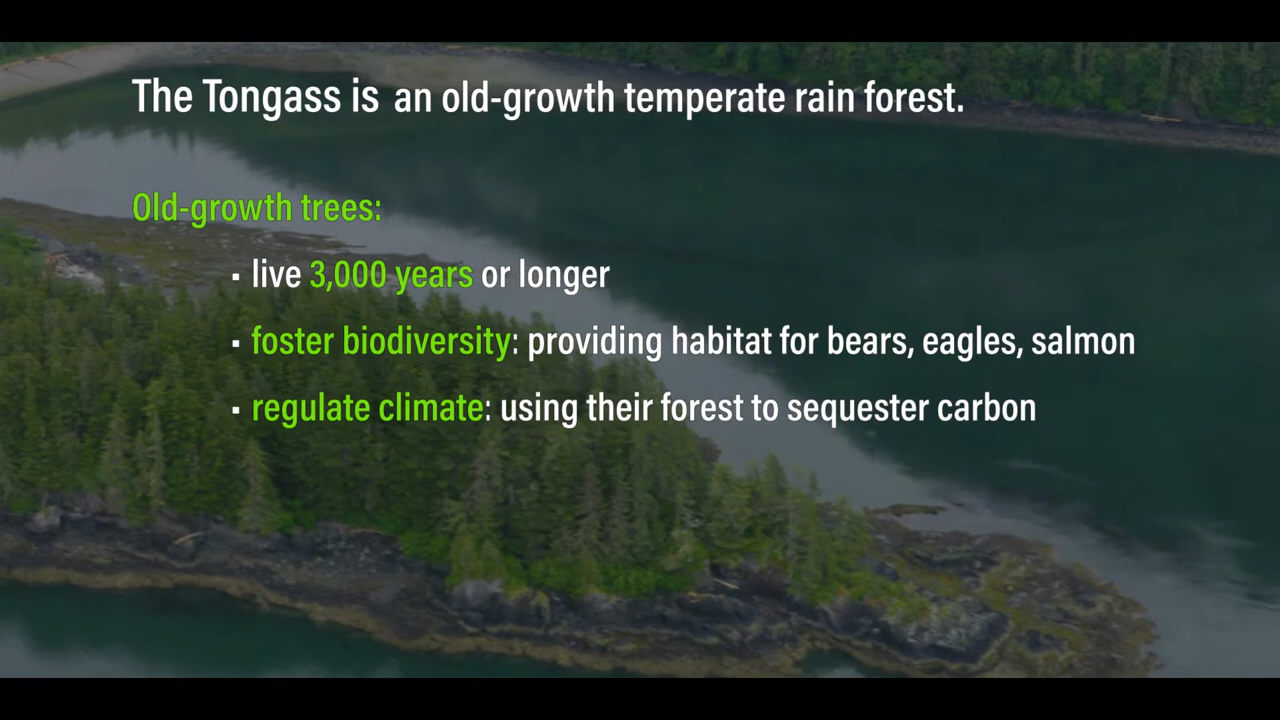 The Tongass is an old-growth temperate rain forest.
Old-growth trees:
▪ live 3,000 years or longer
▪ foster biodiversity: providing habitat for bears, eagles, salmon
▪ regulate climate: using their forest to sequester carbon